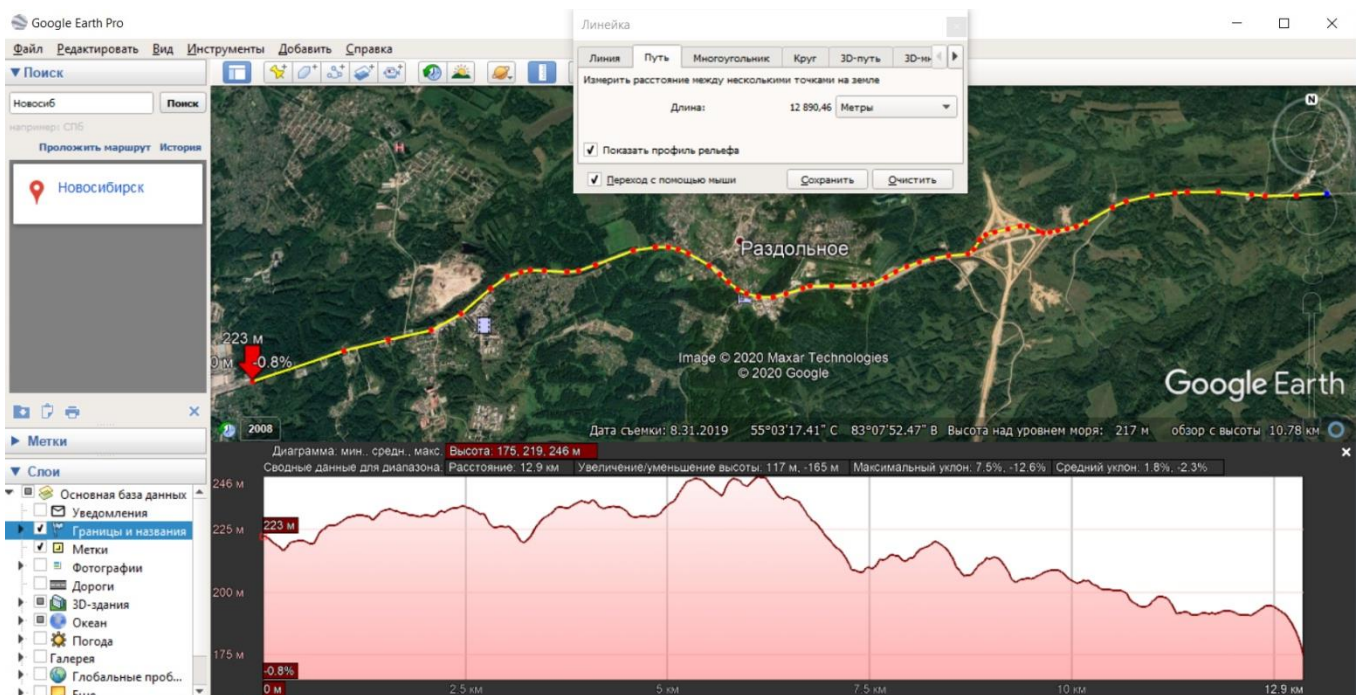 Google Earth Pro
Файл Редактировать Вид Инструменты Добавить Справка
Поиск
Новосиб
Поиск
например: СПб
Проложить маршрут История
Новосибирск
Метки
Слои
Основная база данных
Уведомления
Границы и названия
Метки
Фотографии
Дороги
3D-здания
Океан
Погода
Галерея
Глобальные проб...
Еще
Линейка
Линия Путь Многоугольник Круг 3D-путь
Измерить расстояние между несколькими точками на земле
Длина: 12 890,46 Метры
Показать профиль рельефа
Переход с помощью мыши Сохранить Очистить
N
H
Раздольное
223 м
0 м -0.8%
Image © 2020 Maxar Technologies
© 2020 Google
Google Earth
2008
Дата съемки: 8.31.2019 55°03'17.41" С 83°07'52.47" В Высота над уровнем моря: 217 м обзор с высоты 10.78 км
Диаграмма: мин., средн., макс. Высота: 175, 219, 246 м
Сводные данные для диапазона: Расстояние: 12.9 км Увеличение/уменьшение высоты: 117 м, -165 м Максимальный уклон: 7.5%, -12.6% Средний уклон: 1.8%, -2.3%
246 м
225 м
223 м
200 м
175 м
-0.8%
0 м 2.5 км 5 км 7.5 км 10 км 12.9 км